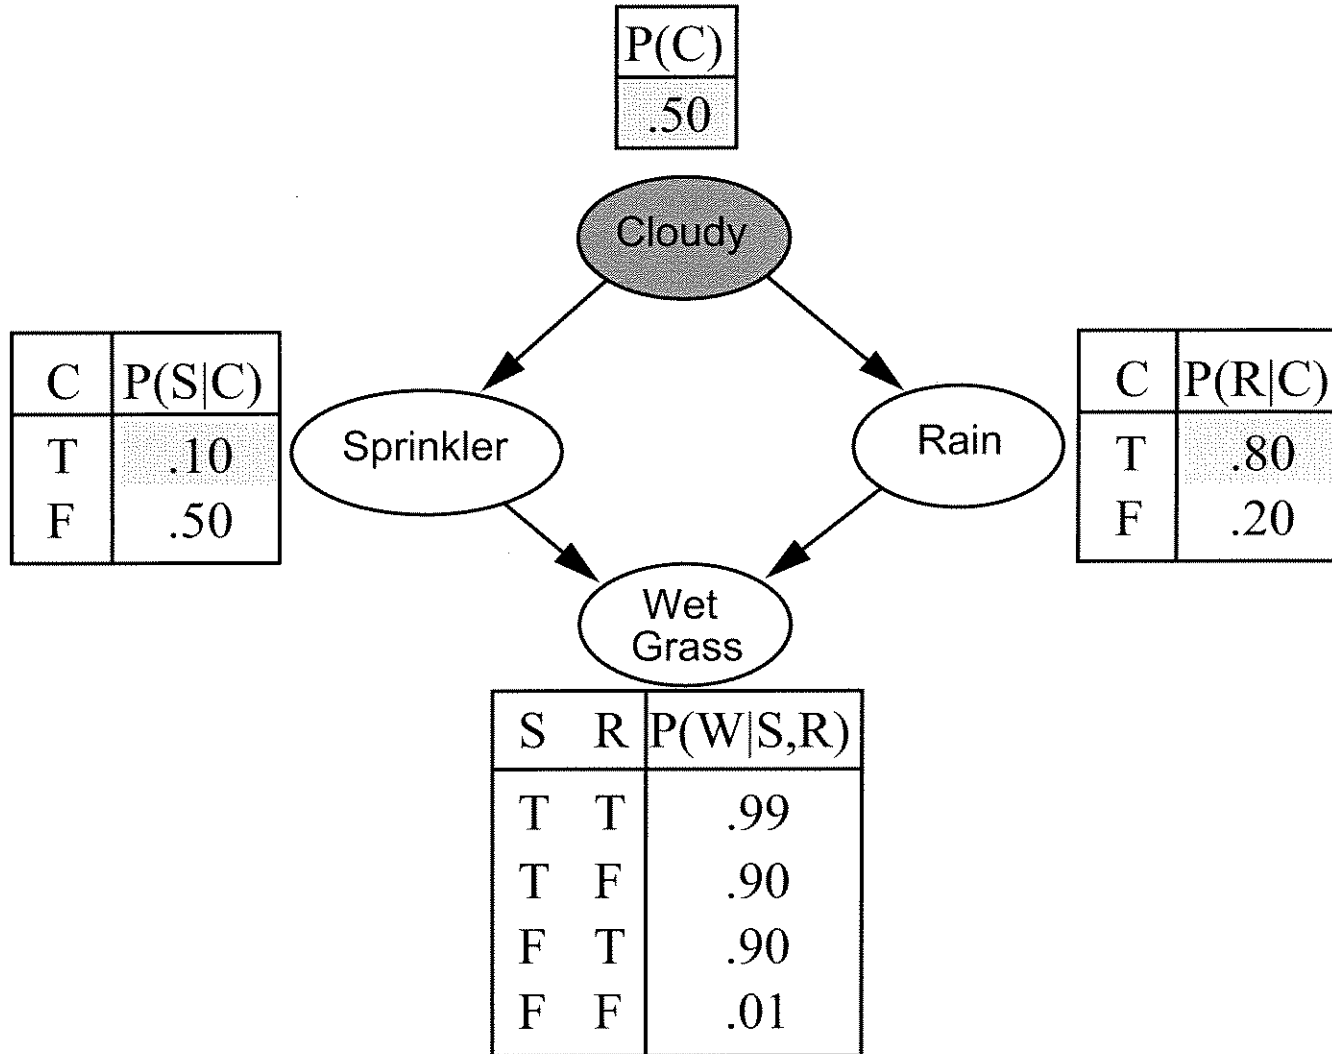 P(C)
.50
Cloudy
C P(S|C)
T .10
F .50
Sprinkler
Rain
C P(R|C)
T .80
F .20
Wet
Grass
S R P(W|S,R)
T T .99
T F .90
F T .90
F F .01